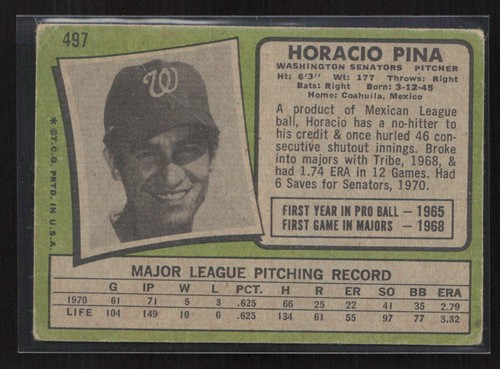 497
W
HORACIO PINA
WASHINGTON SENATORS PITCHER
Ht: 6'3" Wt: 177 Throws: Right
Bats: Right Born: 3-12-45
Home: Coahuila, Mexico
A product of Mexican League
ball, Horacio has a no-hitter to
his credit & once hurled 46 con-
secutive shutout innings. Broke
into majors with Tribe, 1968, &
had 1.74 ERA in 12 Games. Had
6 Saves for Senators, 1970.
FIRST YEAR IN PRO BALL — 1965
FIRST GAME IN MAJORS — 1968
* © T.C.G. PRTD. IN U.S.A.
MAJOR LEAGUE PITCHING RECORD
G IP W L PCT. H R ER SO BB ERA
1970 61 71 5 3 .625 66 25 22 41 35 2.79
LIFE 104 149 10 6 .625 134 61 55 97 77 3.32